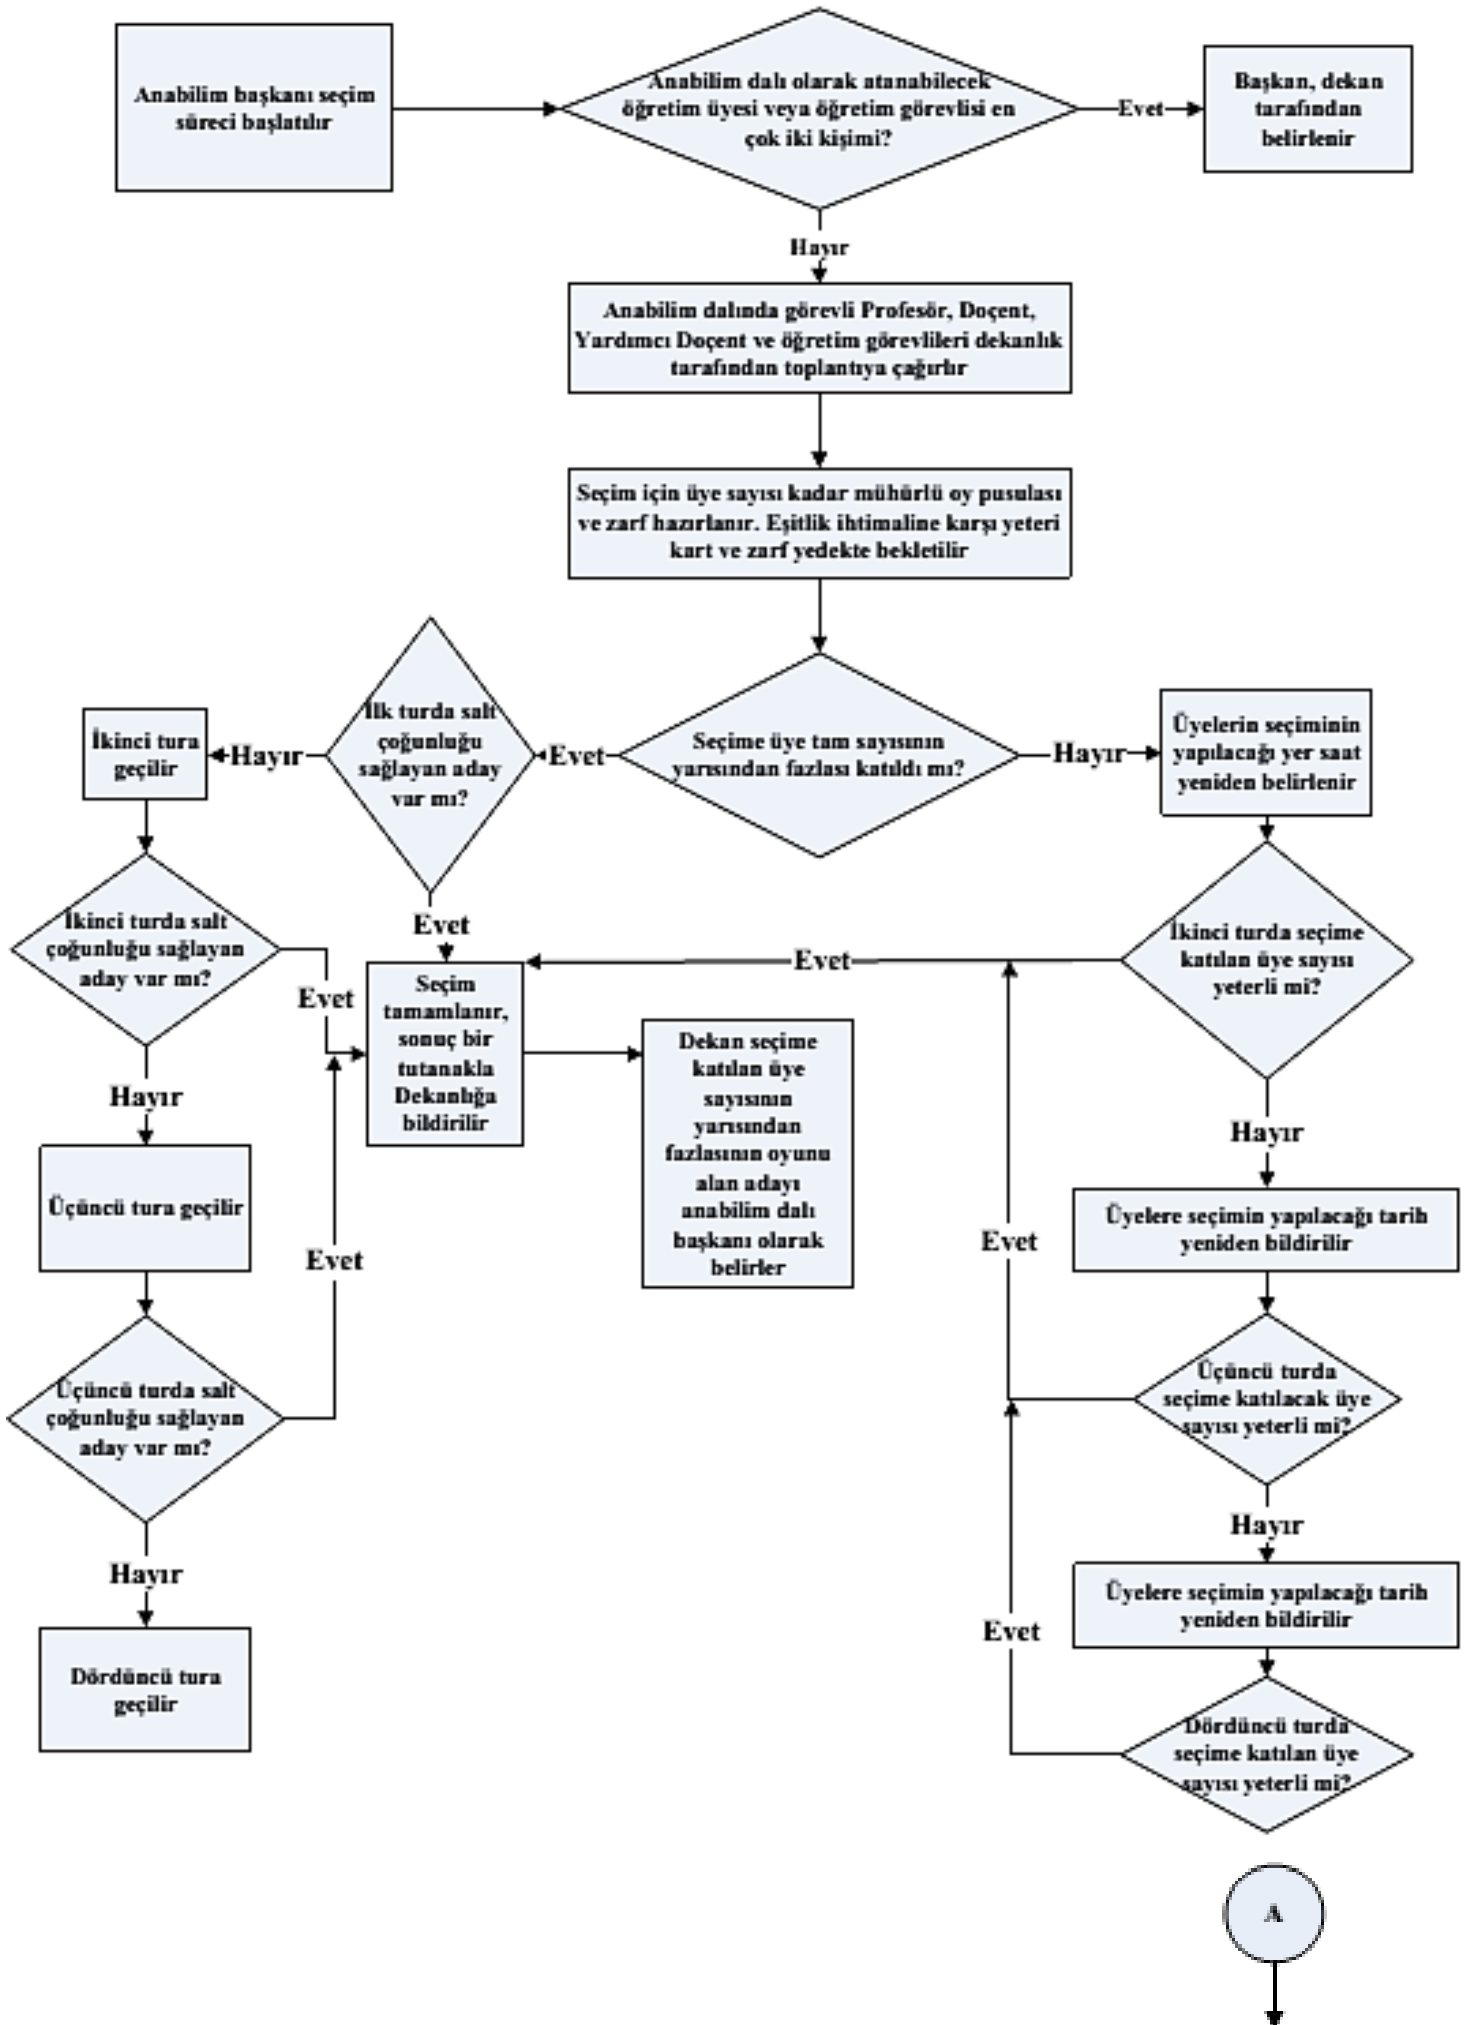 Anabilim başkanı seçim
süreci başlatılır
Anabilim dalı olarak atanabilecek
öğretim üyesi veya öğretim görevlisi en
çok iki kişimi?
Evet
Başkan, dekan
tarafından
belirlenir
Hayır
Anabilim dalında görevli Profesör, Doçent,
Yardımcı Doçent ve öğretim görevlileri dekanlık
tarafından toplantıya çağırlır
Seçim için üye sayısı kadar mühürlü oy pusulası
ve zarf hazırlanır. Eşitlik ihtimaline karşı yeteri
kart ve zarf yedekte bekletilir
Seçime üye tam sayısının
yarısından fazlası katıldı mı?
Evet
Hayır
İlk turda salt
çoğunluğu
sağlayan aday
var mı?
Hayır
İkinci tura
geçilir
Üyelerin seçiminin
yapılacağı yer saat
yeniden belirlenir
Evet
İkinci turda salt
çoğunluğu sağlayan
aday var mı?
Evet
Hayır
Seçim
tamamlanır,
sonuç bir
tutanakla
Dekanlığa
bildirilir
Dekan seçime
katılan üye
sayısının
yarısından
fazlasının oyunu
alan adayı
anabilim dalı
başkanı olarak
belirler
Evet
İkinci turda seçime
katılan üye sayısı
yeterli mi?
Hayır
Üçüncü tura geçilir
Evet
Üyelere seçimin yapılacağı tarih
yeniden bildirilir
Evet
Üçüncü turda salt
çoğunluğu sağlayan
aday var mı?
Üçüncü turda
seçime katılacak üye
sayısı yeterli mi?
Hayır
Hayır
Dördüncü tura
geçilir
Üyelere seçimin yapılacağı tarih
yeniden bildirilir
Evet
Dördüncü turda
seçime katılan üye
sayısı yeterli mi?
A